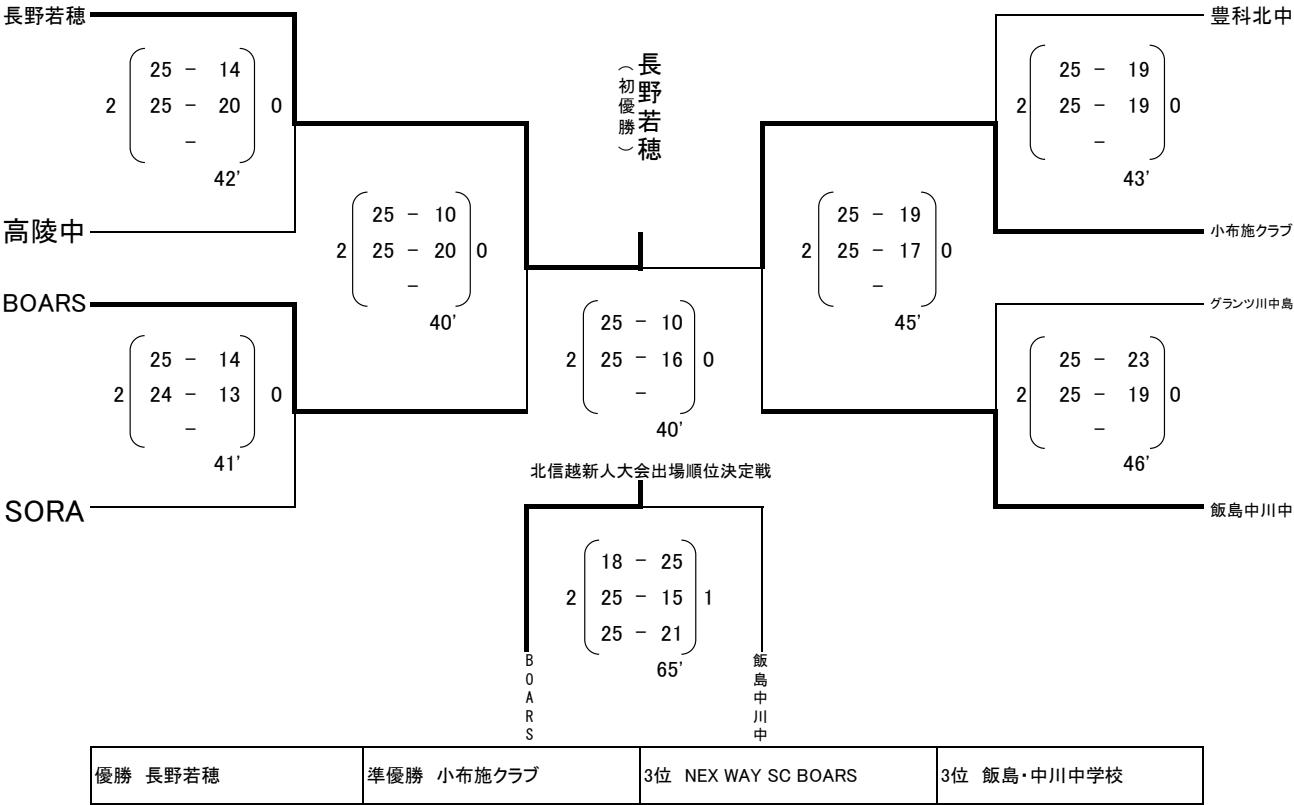 長野若穂
25 - 14
2 25 - 20 0
-
42'
高陵中
BOARS
25 - 14
2 24 - 13 0
-
41'
SORA
25 - 10
2 25 - 20 0
-
40'
長野若穂
（初優勝）
25 - 10
2 25 - 16 0
-
40'
豊科北中
25 - 19
2 25 - 19 0
-
43'
小布施クラブ
グランツ川中島
25 - 23
2 25 - 19 0
-
46'
飯島中川中
25 - 19
2 25 - 17 0
-
45'
北信越新人大会出場順位決定戦
18 - 25
2 25 - 15 1
25 - 21
65'
BOARS
飯島中川中
優勝 長野若穂 準優勝 小布施クラブ 3位 NEX WAY SC BOARS 3位 飯島・中川中学校